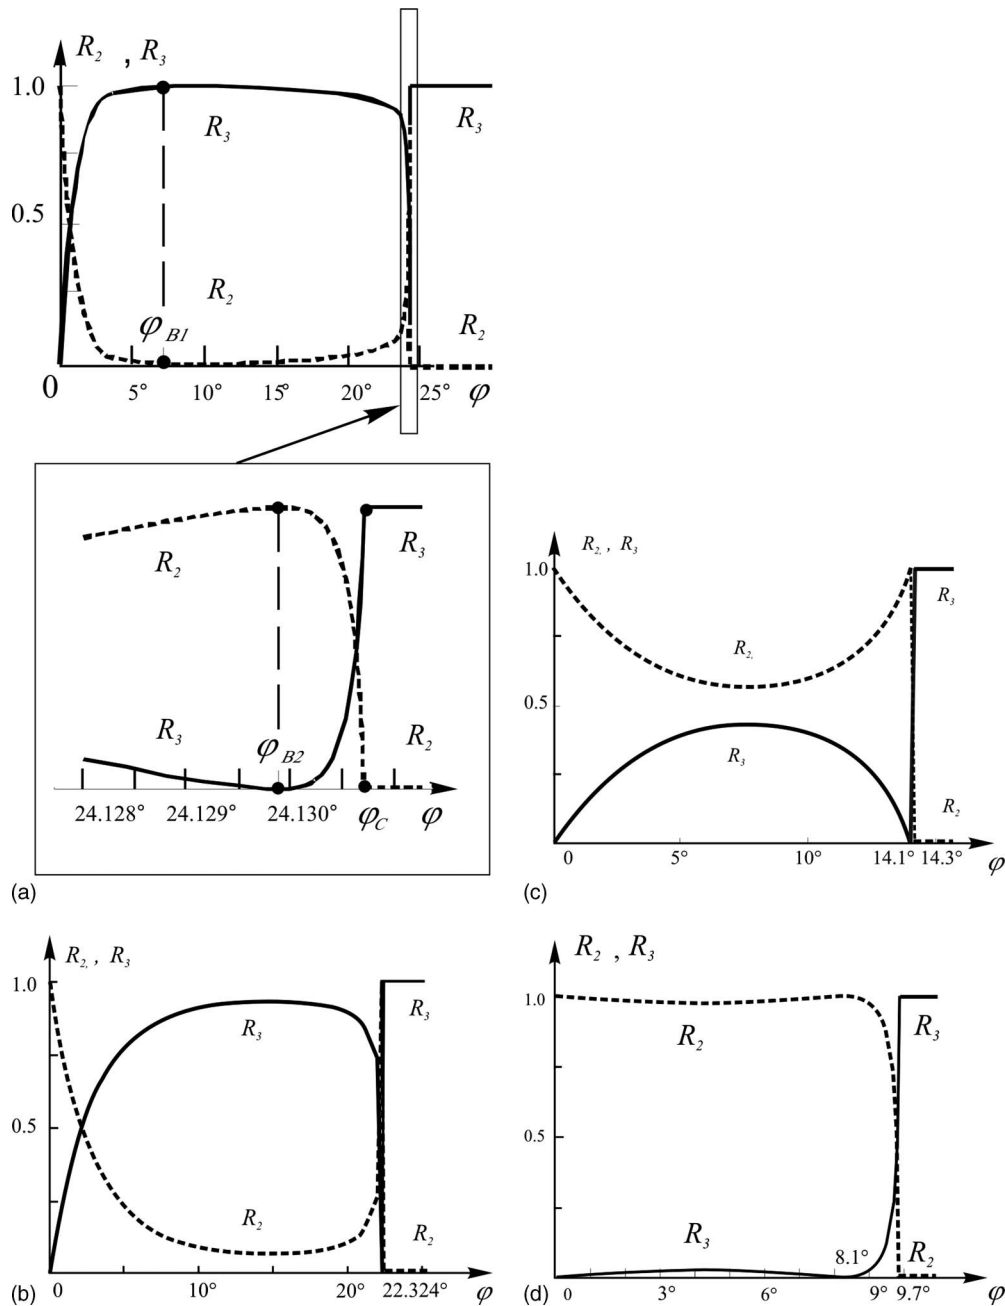 R2 , R3
1.0
R3
R3
0.5
R2
φB1
R2
0 5° 10° 15° 20° 25° φ
R2
R3
R3
φB2
R2
24.128° 24.129° 24.130° φC φ
(a)
R2, , R3
1.0
R3
R2,
0.5
R3
R2
0 5° 10° 14.1° 14.3° φ
(c)
R2, , R3
1.0
R3
R3
0.5
R2
R2
0 10° 20° 22.324° φ
(b)
R2 , R3
1.0
R2
R3
0.5
R3
8.1°
R2
0 3° 6° 9° 9.7° φ
(d)